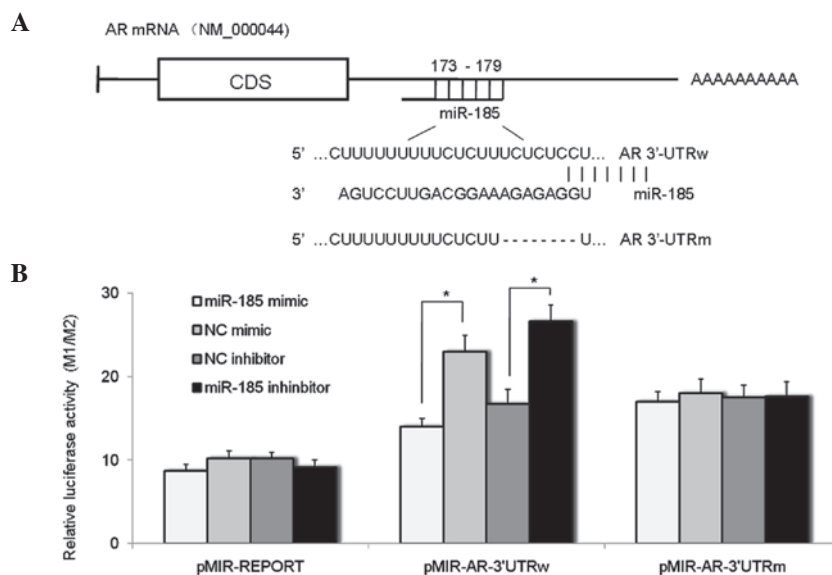 A
AR mRNA （NM_000044)
173 - 179
CDS
AAAAAAAAAA
miR-185
5' ...CUUUUUUUUUCUCUUUCUCUCCU... AR 3'-UTRw
3' AGUCCUUGACGGAAAGAGAGGU miR-185
5' ...CUUUUUUUUUCUCUU--------U... AR 3'-UTRm
B
Relative luciferase activity (M1/M2)
30
20
10
0
miR-185 mimic
NC mimic
NC inhibitor
miR-185 inhinbitor
*
*
pMIR-REPORT
pMIR-AR-3'UTRw
pMIR-AR-3'UTRm